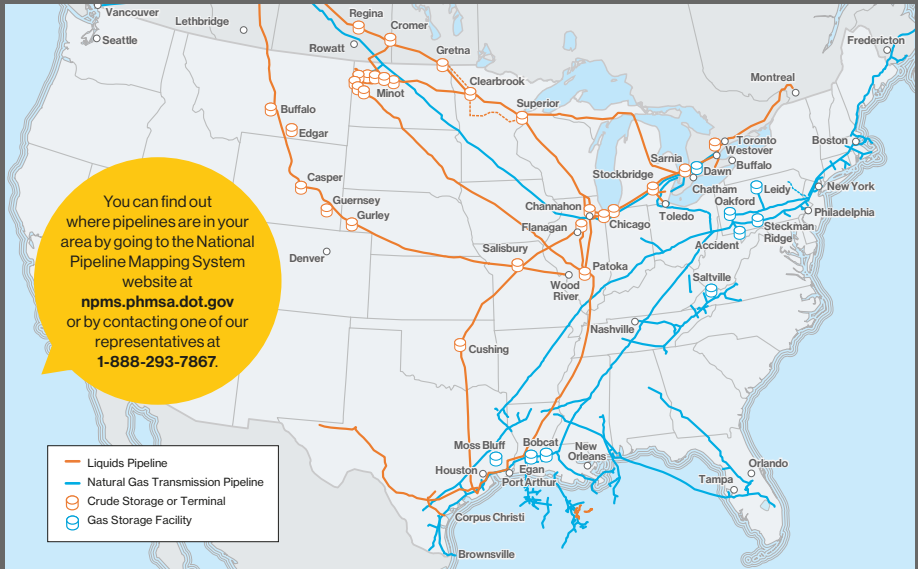 Vancouver
Seattle
Lethbridge
Regina
Cromer
Rowatt
Gretna
Clearbrook
Minot
Superior
Montreal
Fredericton
Buffalo
Edgar
Casper
Guernsey
Gurley
Denver
Toronto
Westover
Buffalo
Boston
Sarnia
Dawn
Stockbridge
Chatham
Leidy
Oakford
New York
Channahon
Toledo
Flanagan
Chicago
Philadelphia
Steckman
Ridge
Accident
Salisbury
Patoka
Wood
River
Saltville
Nashville
Cushing
You can find out
where pipelines are in your
area by going to the National
Pipeline Mapping System
website at
npms.phmsa.dot.gov
or by contacting one of our
representatives at
1-888-293-7867.
Moss Bluff
Bobcat
New
Orleans
Houston
Egan
Port Arthur
Orlando
Tampa
Corpus Christi
Brownsville
Liquids Pipeline
Natural Gas Transmission Pipeline
Crude Storage or Terminal
Gas Storage Facility